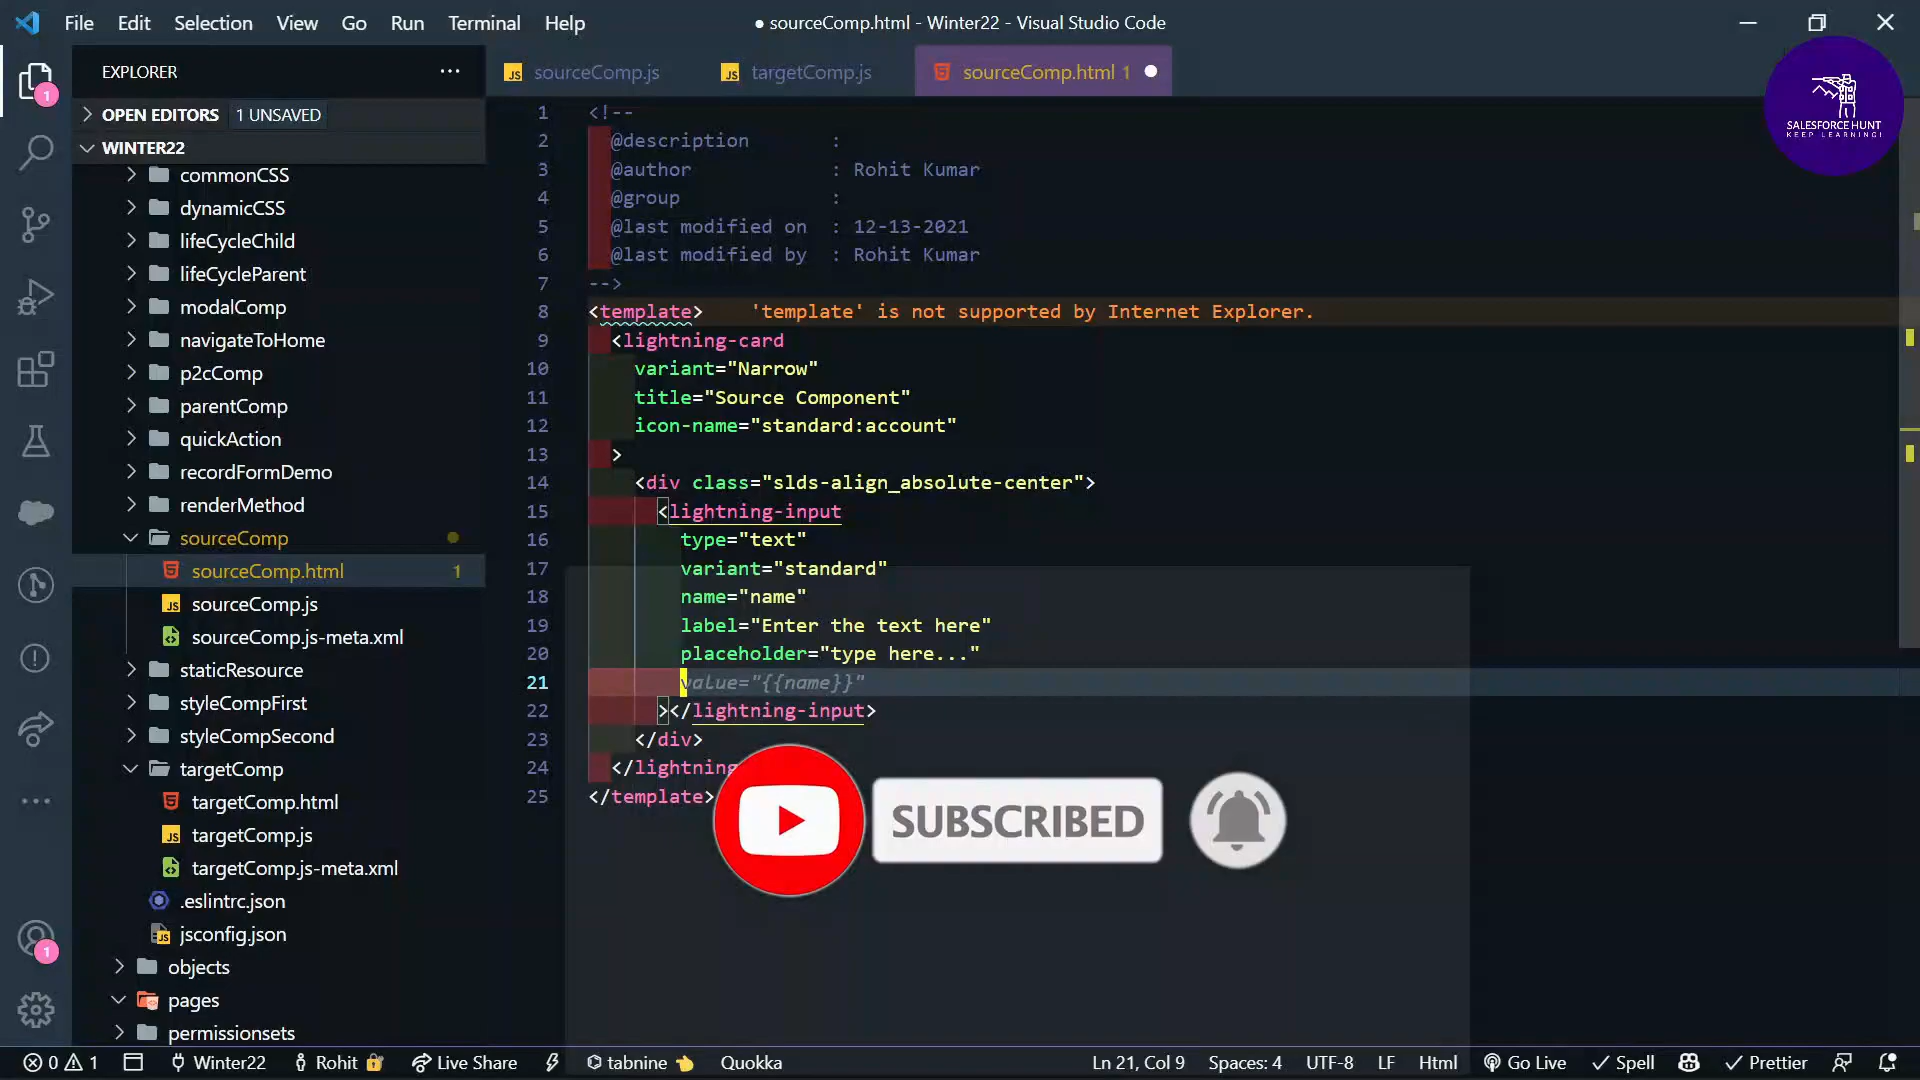 File Edit Selection View Go Run Terminal Help
● sourceComp.html - Winter22 - Visual Studio Code
EXPLORER
sourceComp.js
targetComp.js
sourceComp.html 1
SALESFORCE HUNT
KEEP LEARNING!
OPEN EDITORS 1 UNSAVED
WINTER22
commonCSS
dynamicCSS
lifeCycleChild
lifeCycleParent
modalComp
navigateToHome
p2cComp
parentComp
quickAction
recordFormDemo
renderMethod
sourceComp
sourceComp.html 1
sourceComp.js
sourceComp.js-meta.xml
staticResource
styleCompFirst
styleCompSecond
targetComp
targetComp.html
targetComp.js
targetComp.js-meta.xml
.eslintrc.json
jsconfig.json
objects
pages
permissionsets
1
1
1 <!--
2 @description :
3 @author : Rohit Kumar
4 @group :
5 @last modified on : 12-13-2021
6 @last modified by : Rohit Kumar
7 -->
8 <template> 'template' is not supported by Internet Explorer.
9 <lightning-card
10 variant="Narrow"
11 title="Source Component"
12 icon-name="standard:account"
13 >
14 <div class="slds-align_absolute-center">
15 <lightning-input
16 type="text"
17 variant="standard"
18 name="name"
19 label="Enter the text here"
20 placeholder="type here..."
21 value="{{name}}"
22 ></lightning-input>
23 </div>
24 </lightning
25 </template>
SUBSCRIBED
0 1 Winter22 Rohit Live Share tabnine Quokka Ln 21, Col 9 Spaces: 4 UTF-8 LF Html Go Live Spell Prettier